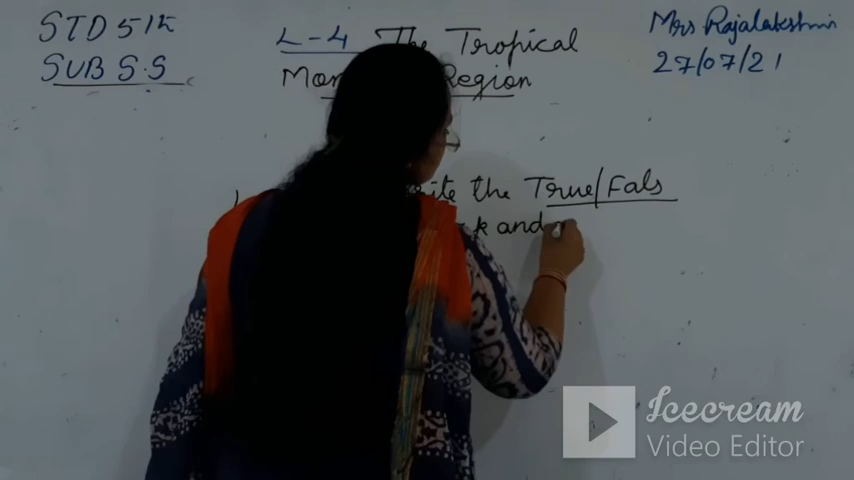 STD 5th
SUB S.S
L-4 The Tropical
Region
Mrs Rajalakshmi
27/07/21
the True/Fals
and
Icecream
Video Editor